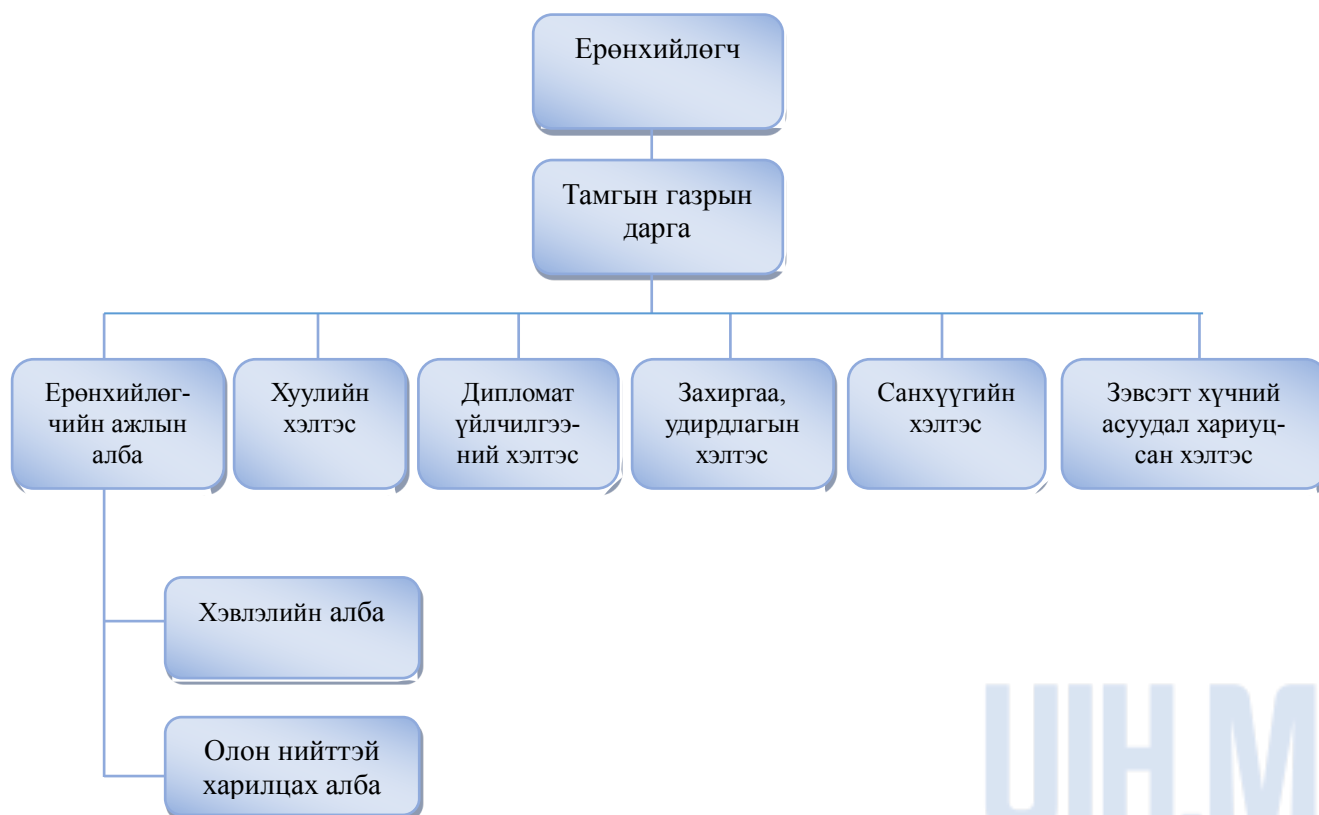 Ерөнхийлөгч
Тамгын газрын
дарга
Ерөнхийлөг-
чийн ажлын
алба
Хуулийн
хэлтэс
Дипломат
үйлчилгээ-
ний хэлтэс
Захиргаа,
удирдлагын
хэлтэс
Санхүүгийн
хэлтэс
Зэвсэгт хүчний
асуудал хариуц-
сан хэлтэс
Хэвлэлийн алба
Олон нийттэй
харилцах алба
UIH.M